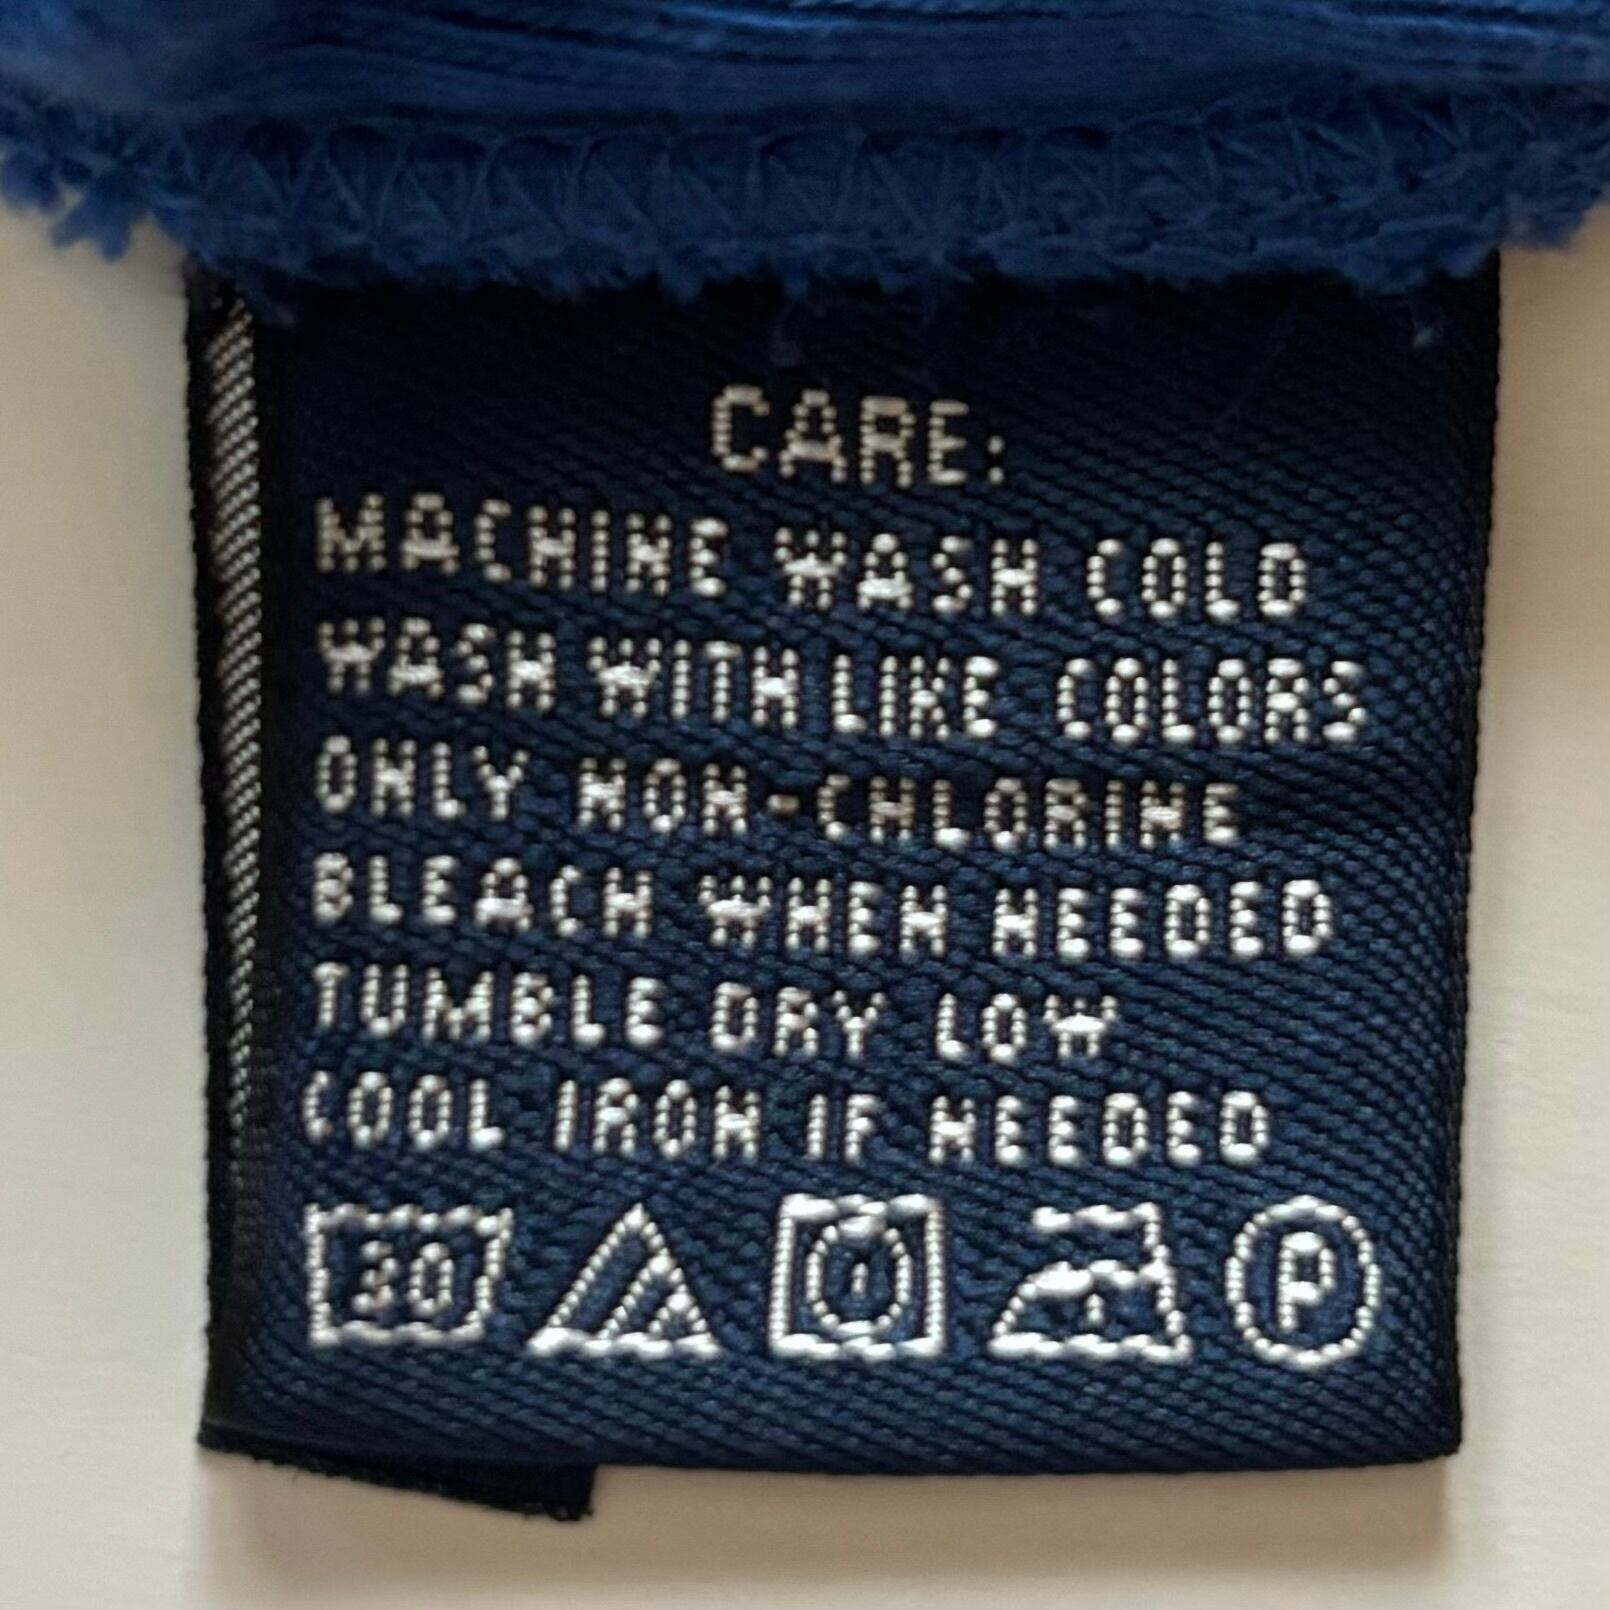 CARE:
MACHINE WASH COLD
WASH WITH LIKE COLORS
ONLY NON-CHLORINE
BLEACH WHEN NEEDED
TUMBLE DRY LOW
COOL IRON IF NEEDED
30 P